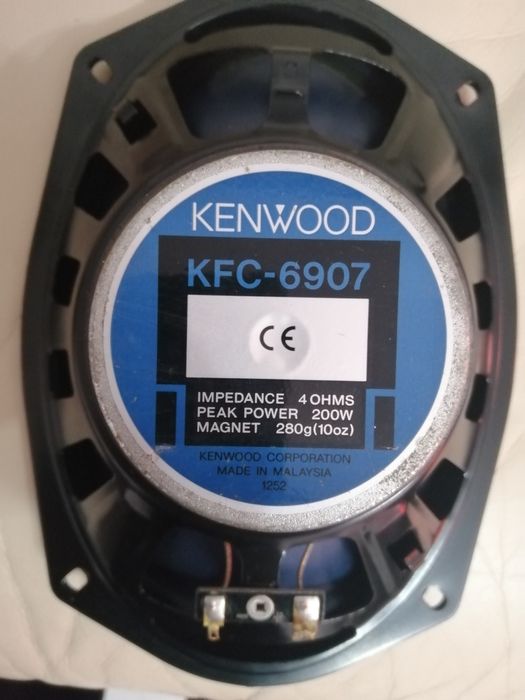 KENWOOD
KFC-6907
CE
IMPEDANCE 4 OHMS
PEAK POWER 200W
MAGNET 280g(10oz)
KENWOOD CORPORATION
MADE IN MALAYSIA
1252